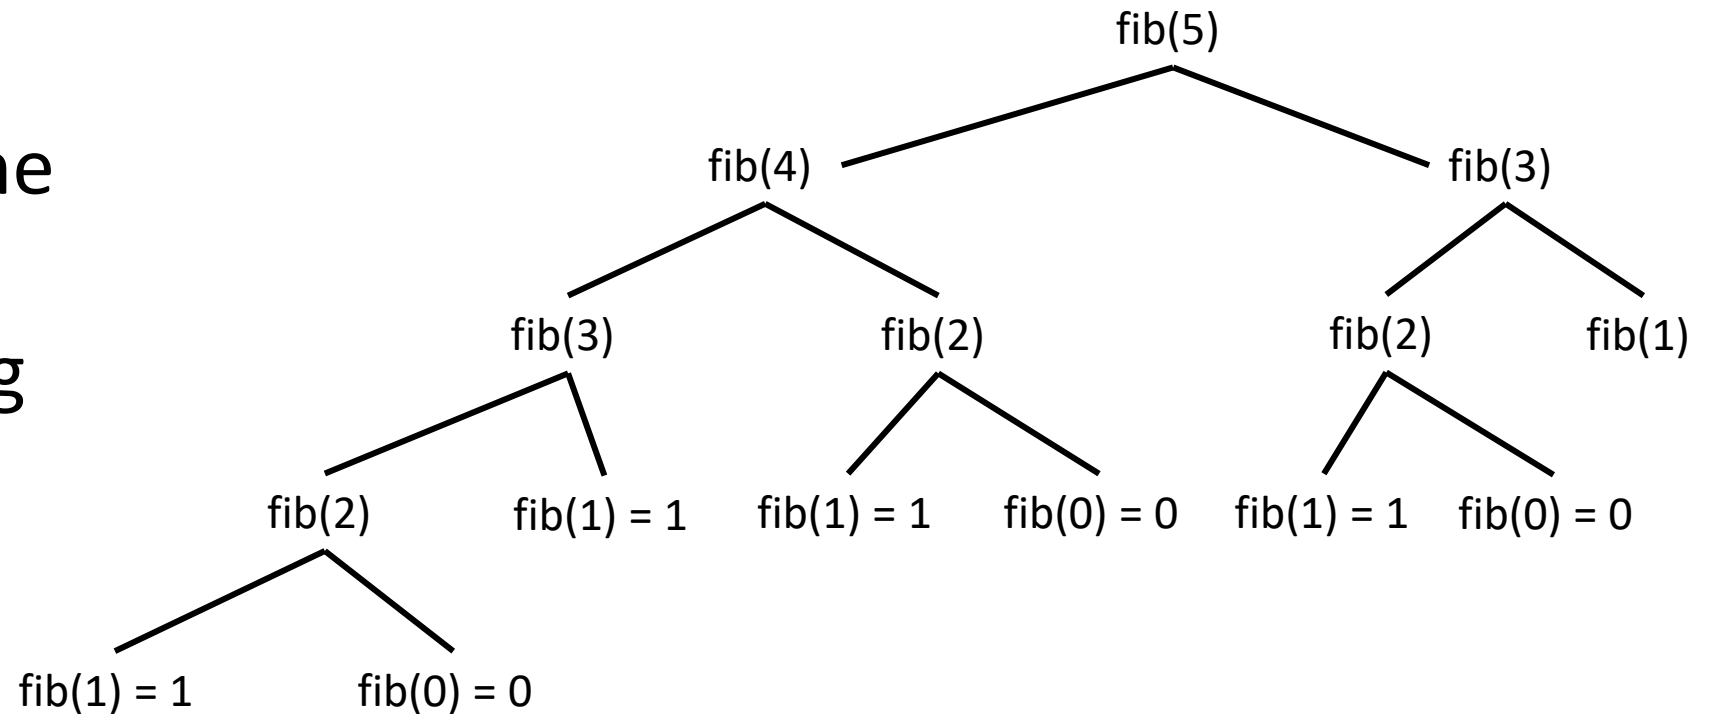 fib(5)
ne
fib(4) fib(3)
fib(3) fib(2) fib(2) fib(1)
g
fib(2) fib(1) = 1 fib(1) = 1 fib(0) = 0 fib(1) = 1 fib(0) = 0
fib(1) = 1 fib(0) = 0